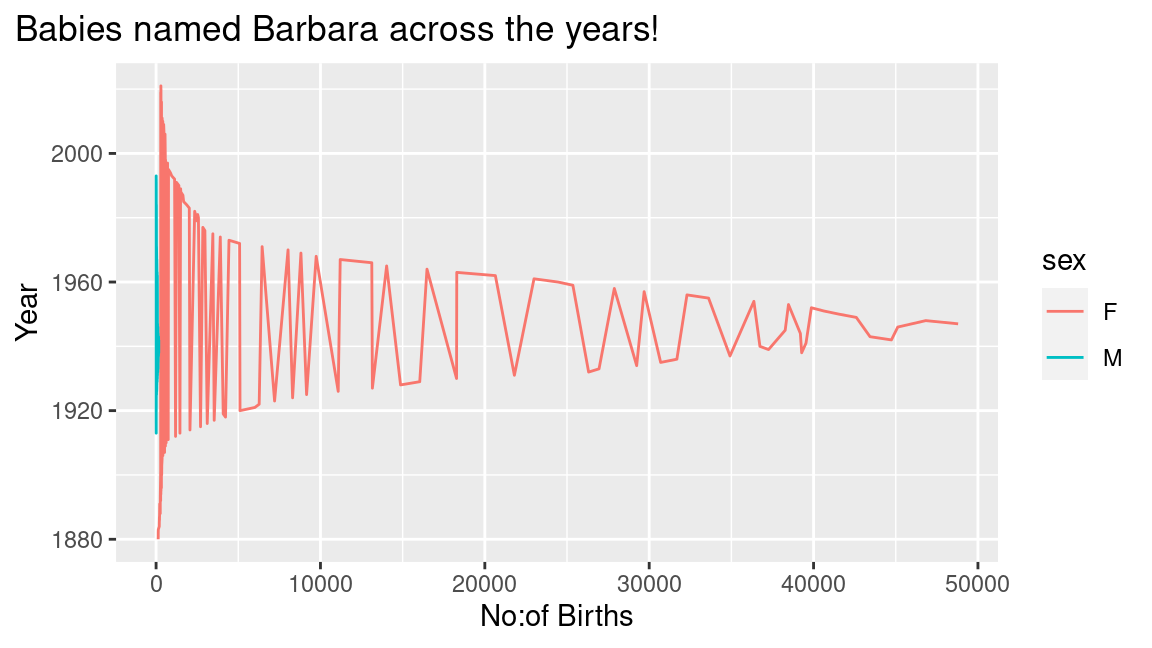 Babies named Barbara across the years!
2000
1960
1920
1880
Year
0 10000 20000 30000 40000 50000
No:of Births
sex
F
M